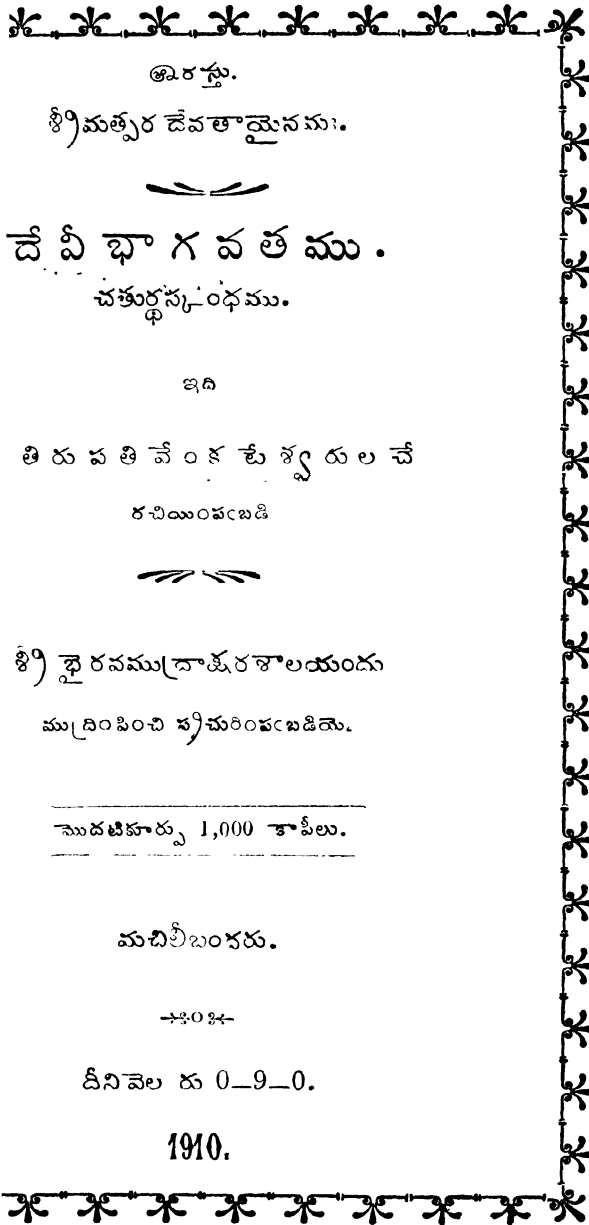 శ్రీరస్తు.
శ్రీమత్పర దేవతాయైనమః.
దేవీభాగవతము.
చతుర్థస్కంధము.
ఇది
తిరుపతి వేంకటేశ్వరులచే
రచియింపఁబడి
శ్రీ భైరవముద్రాక్షరశాలయందు
ముద్రింపించి ప్రచురింపఁబడియె.
మొదటికూర్పు 1,000 కాపీలు.
మచిలీబందరు.
దీనివెల రు 0—9—0.
1910.